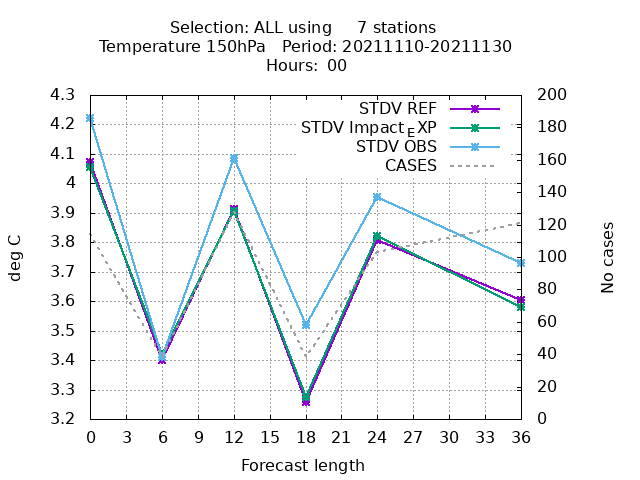 Selection: ALL using 7 stations
Temperature 150hPa Period: 20211110-20211130
Hours: 00
STDV REF
STDV Impact_EXP
STDV OBS
CASES
4.3
4.2
4.1
4
3.9
3.8
3.7
3.6
3.5
3.4
3.3
3.2
deg C
200
180
160
140
120
100
80
60
40
20
0
No cases
0 3 6 9 12 15 18 21 24 27 30 33 36
Forecast length